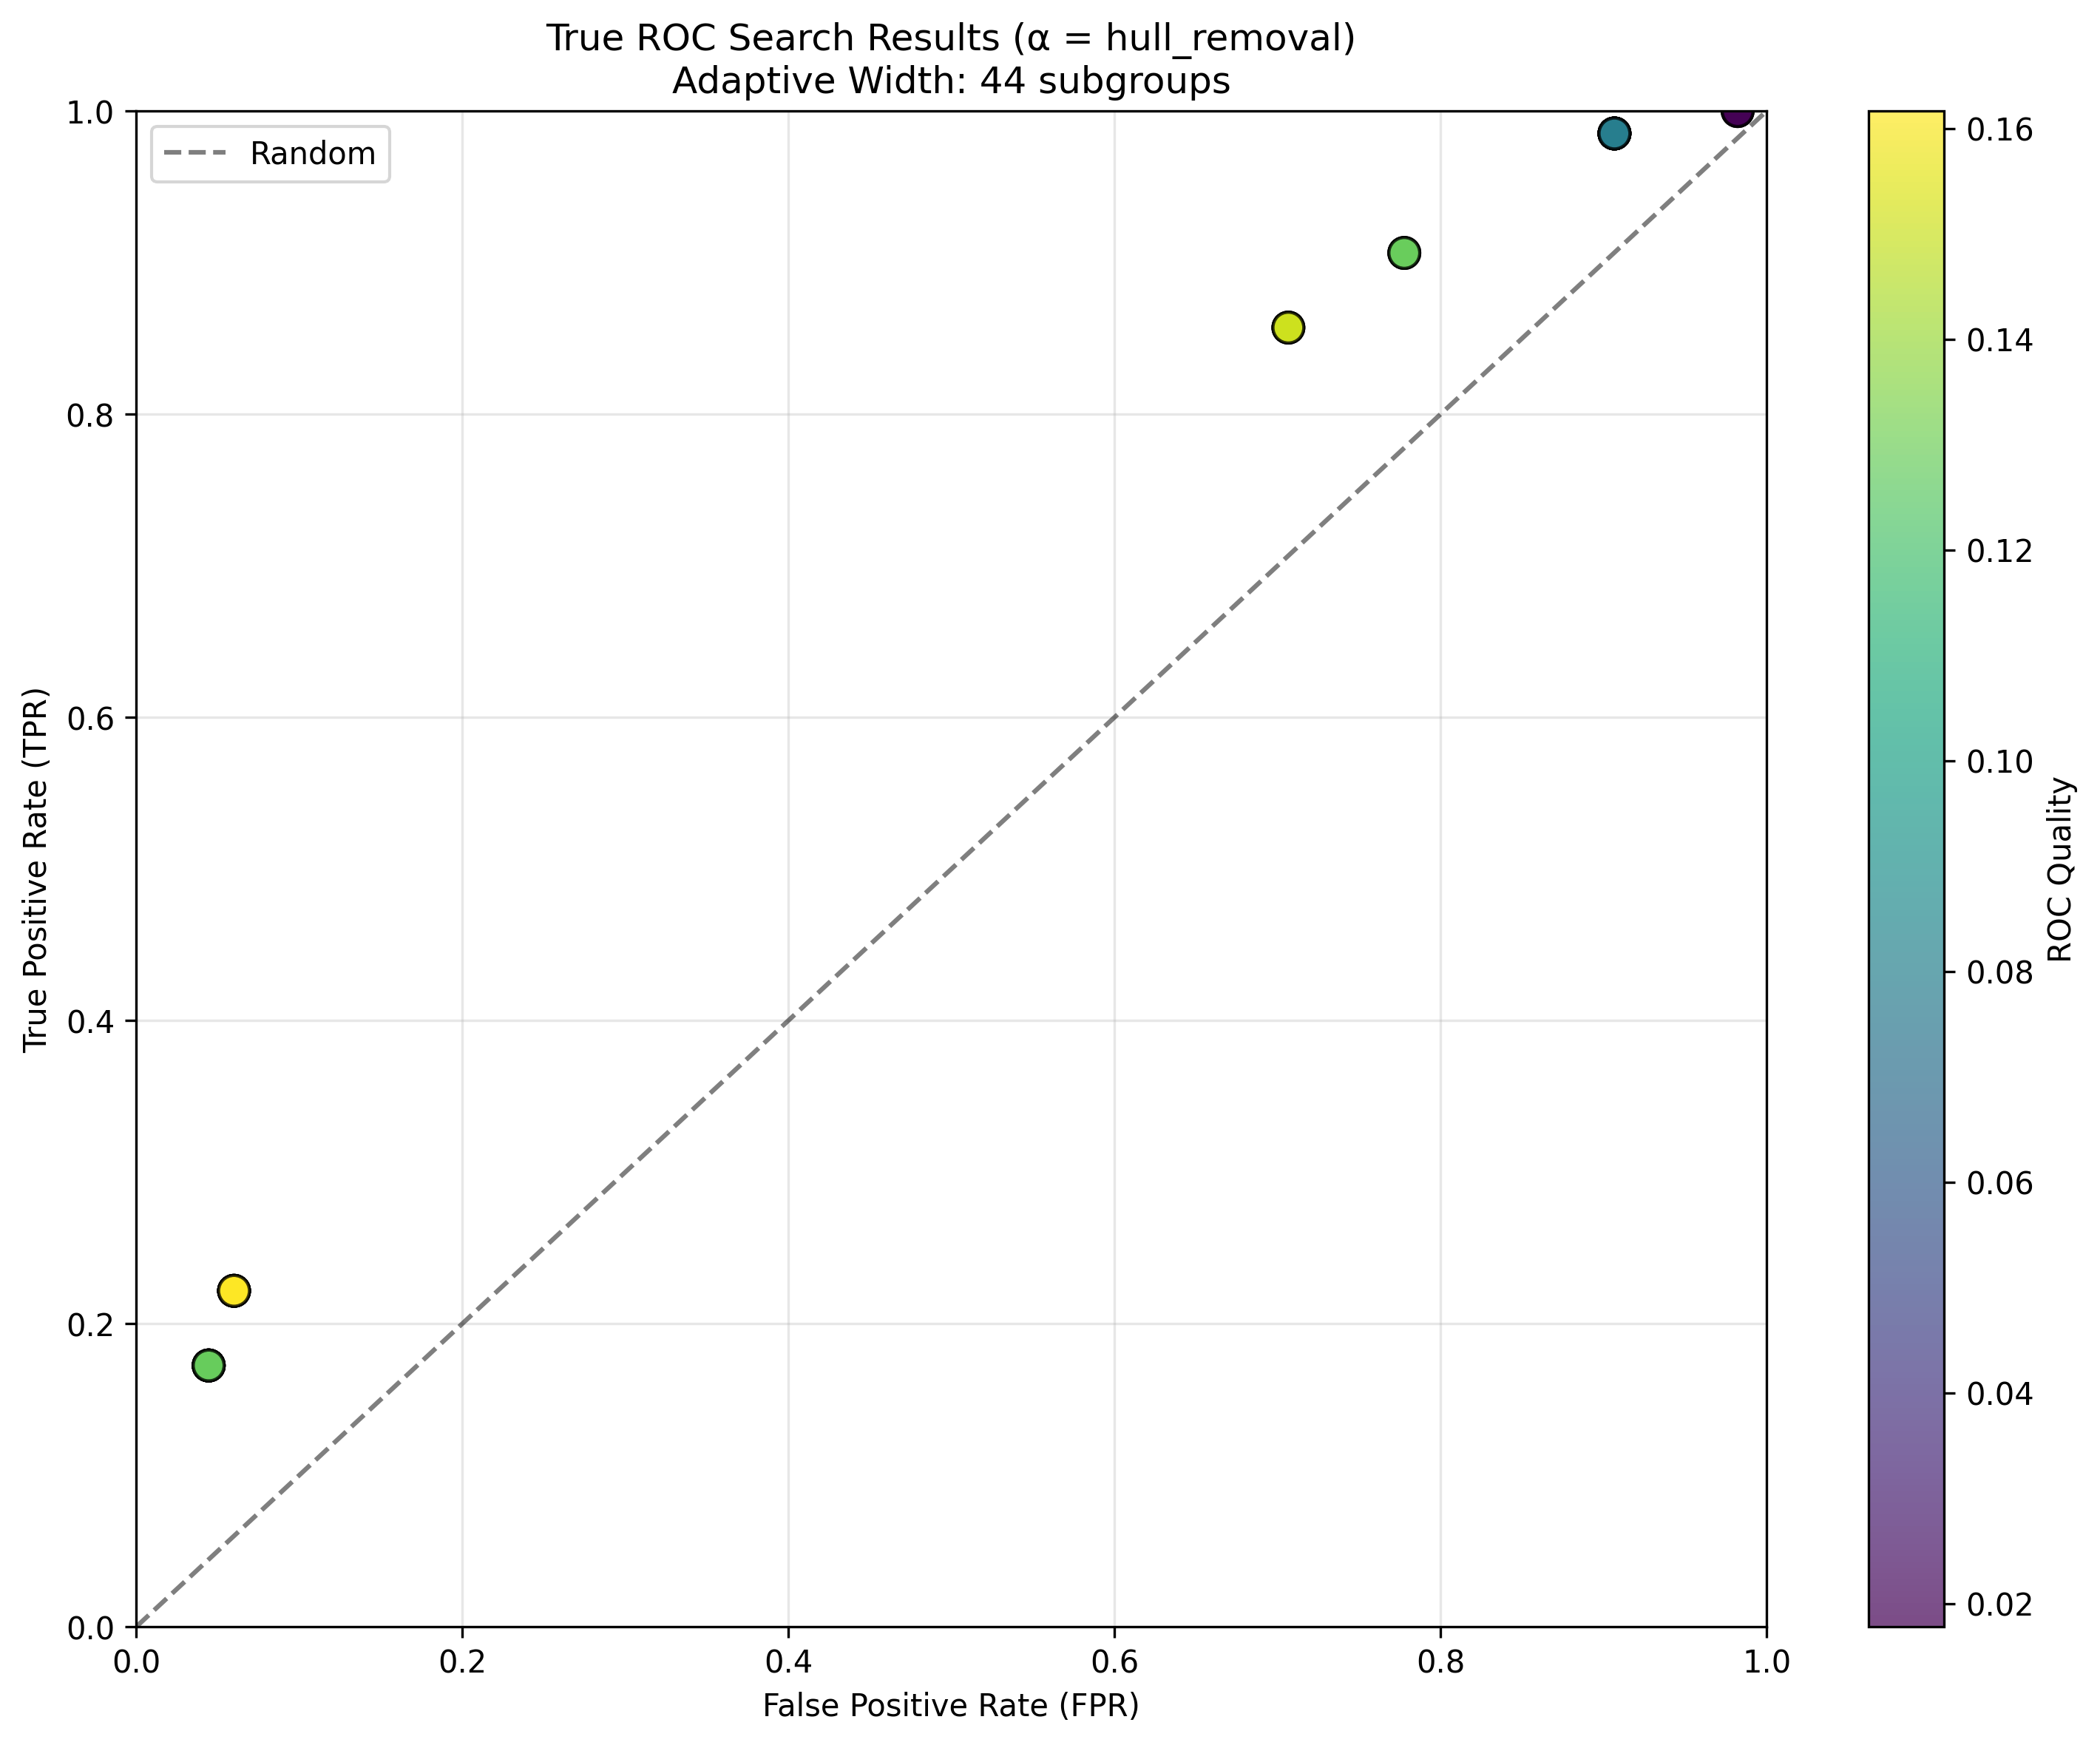 True ROC Search Results (α = hull_removal)
Adaptive Width: 44 subgroups
Random
1.0
0.8
0.6
0.4
0.2
0.0
True Positive Rate (TPR)
0.0 0.2 0.4 0.6 0.8 1.0
False Positive Rate (FPR)
0.16
0.14
0.12
0.10
0.08
0.06
0.04
0.02
ROC Quality